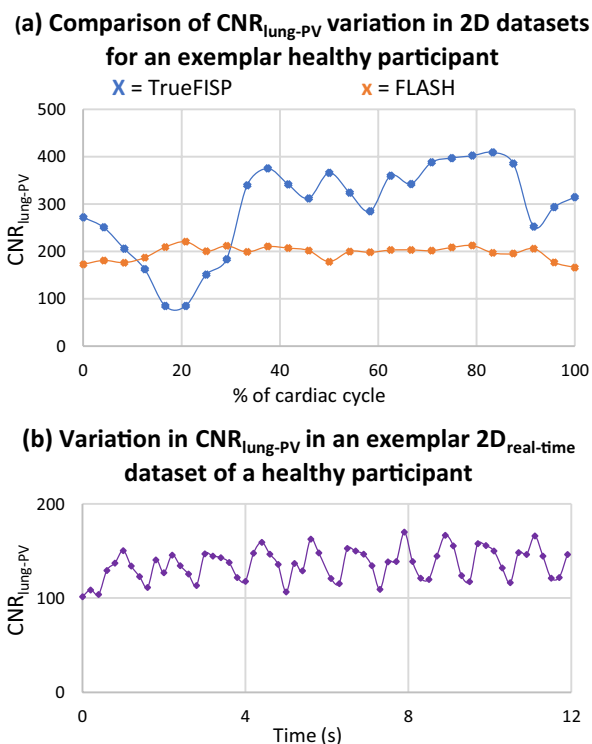 (a) Comparison of CNRlung-PV variation in 2D datasets
for an exemplar healthy participant
X = TrueFISP x = FLASH
500
400
300
200
100
0
CNRlung-PV
0 20 40 60 80 100
% of cardiac cycle
(b) Variation in CNRlung-PV in an exemplar 2Dreal-time
dataset of a healthy participant
200
100
0
CNRlung-PV
0 4 8 12
Time (s)